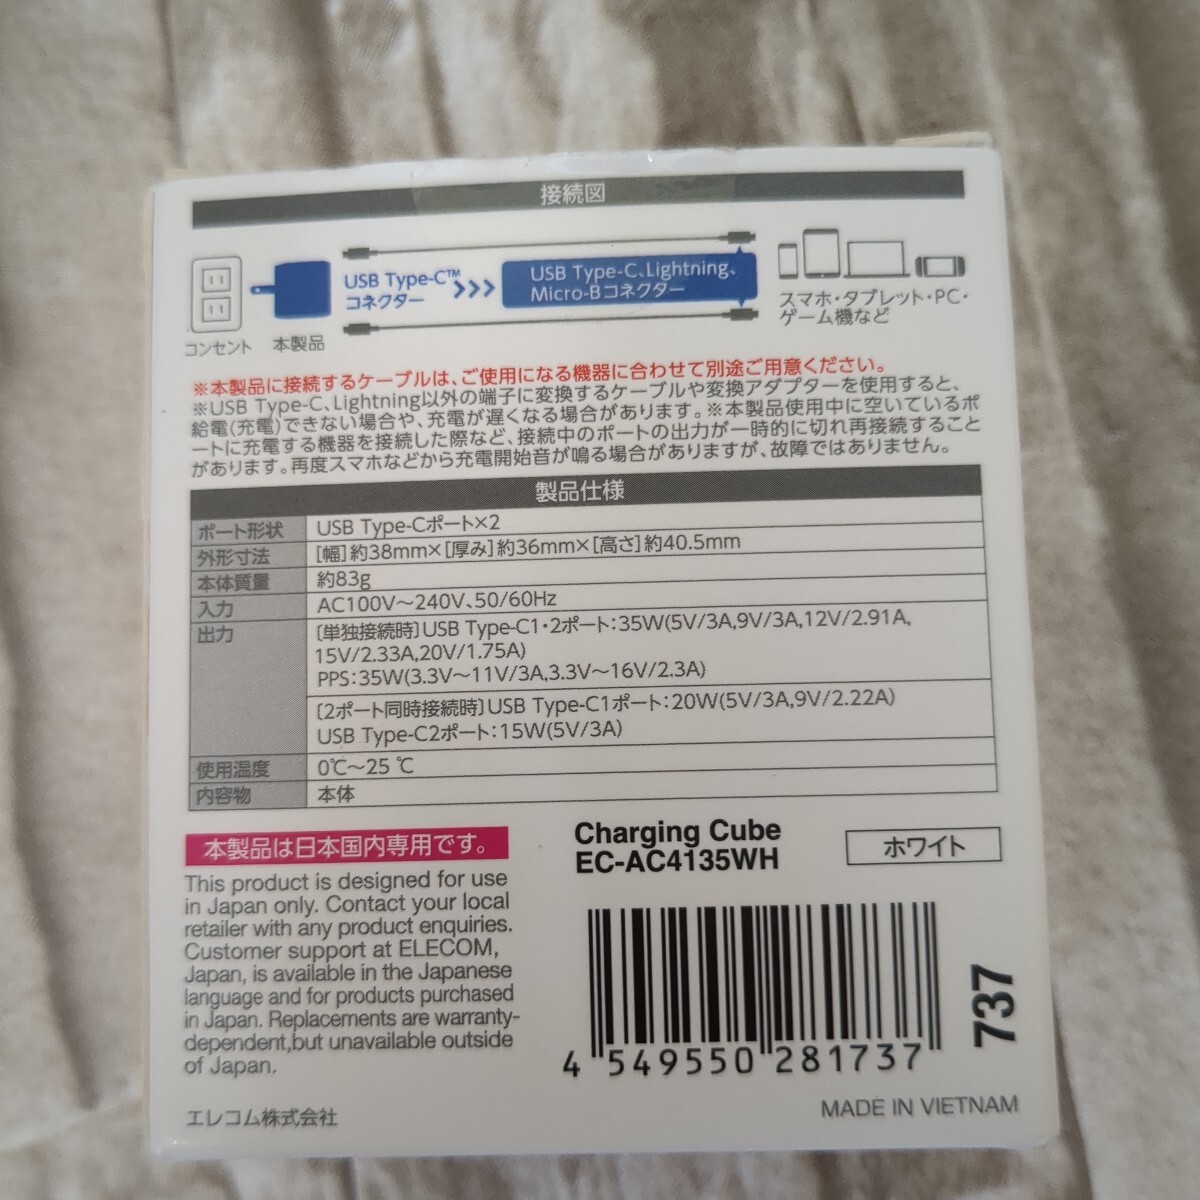 接続図
USB Type-C™
コネクター
USB Type-C、Lightning、
Micro-Bコネクター
コンセント
本製品
スマホ・タブレット・PC・
ゲーム機など
※本製品に接続するケーブルは、ご使用になる機器に合わせて別途ご用意ください。
※USB Type-C、Lightning以外の端子に変換するケーブルや変換アダプターを使用すると、
給電(充電)できない場合や、充電が遅くなる場合があります。※本製品使用中に空いているポ
ートに充電する機器を接続した際など、接続中のポートの出力が一時的に切れ再接続すること
があります。再度スマホなどから充電開始音が鳴る場合がありますが、故障ではありません。
製品仕様
ポート形状 USB Type-Cポート×2
外形寸法 [幅]約38mm×[厚み]約36mm×[高さ]約40.5mm
本体質量 約83g
入力 AC100V～240V、50/60Hz
出力 [単独接続時]USB Type-C1・2ポート:35W(5V/3A,9V/3A,12V/2.91A,
15V/2.33A,20V/1.75A)
PPS:35W(3.3V～11V/3A,3.3V～16V/2.3A)
[2ポート同時接続時]USB Type-C1ポート:20W(5V/3A,9V/2.22A)
USB Type-C2ポート:15W(5V/3A)
使用温度 0℃～25℃
内容物 本体
本製品は日本国内専用です。
This product is designed for use
in Japan only. Contact your local
retailer with any product enquiries.
Customer support at ELECOM,
Japan, is available in the Japanese
language and for products purchased
in Japan. Replacements are warranty-
dependent,but unavailable outside
of Japan.
エレコム株式会社
Charging Cube
EC-AC4135WH
ホワイト
4 549550 281737
737
MADE IN VIETNAM